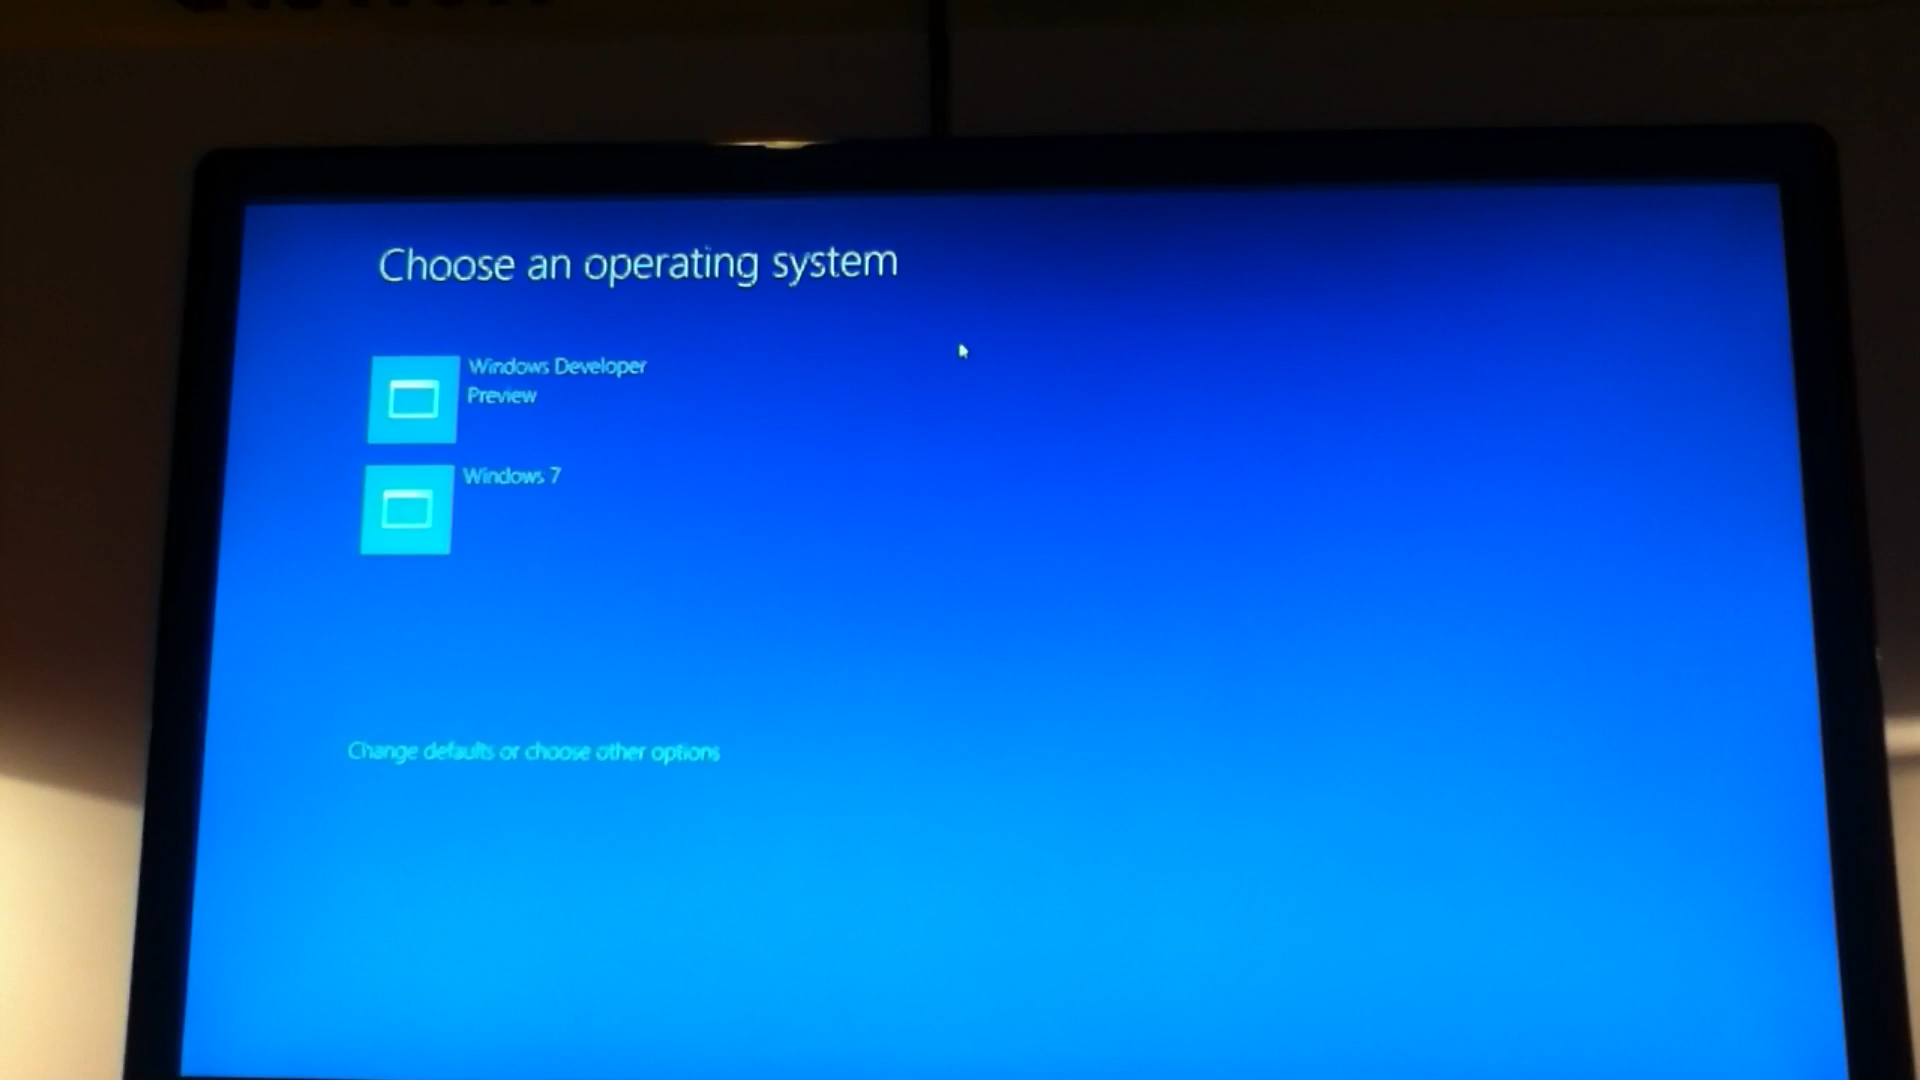 Choose an operating system
Windows Developer
Preview
Windows 7
Change defaults or choose other options